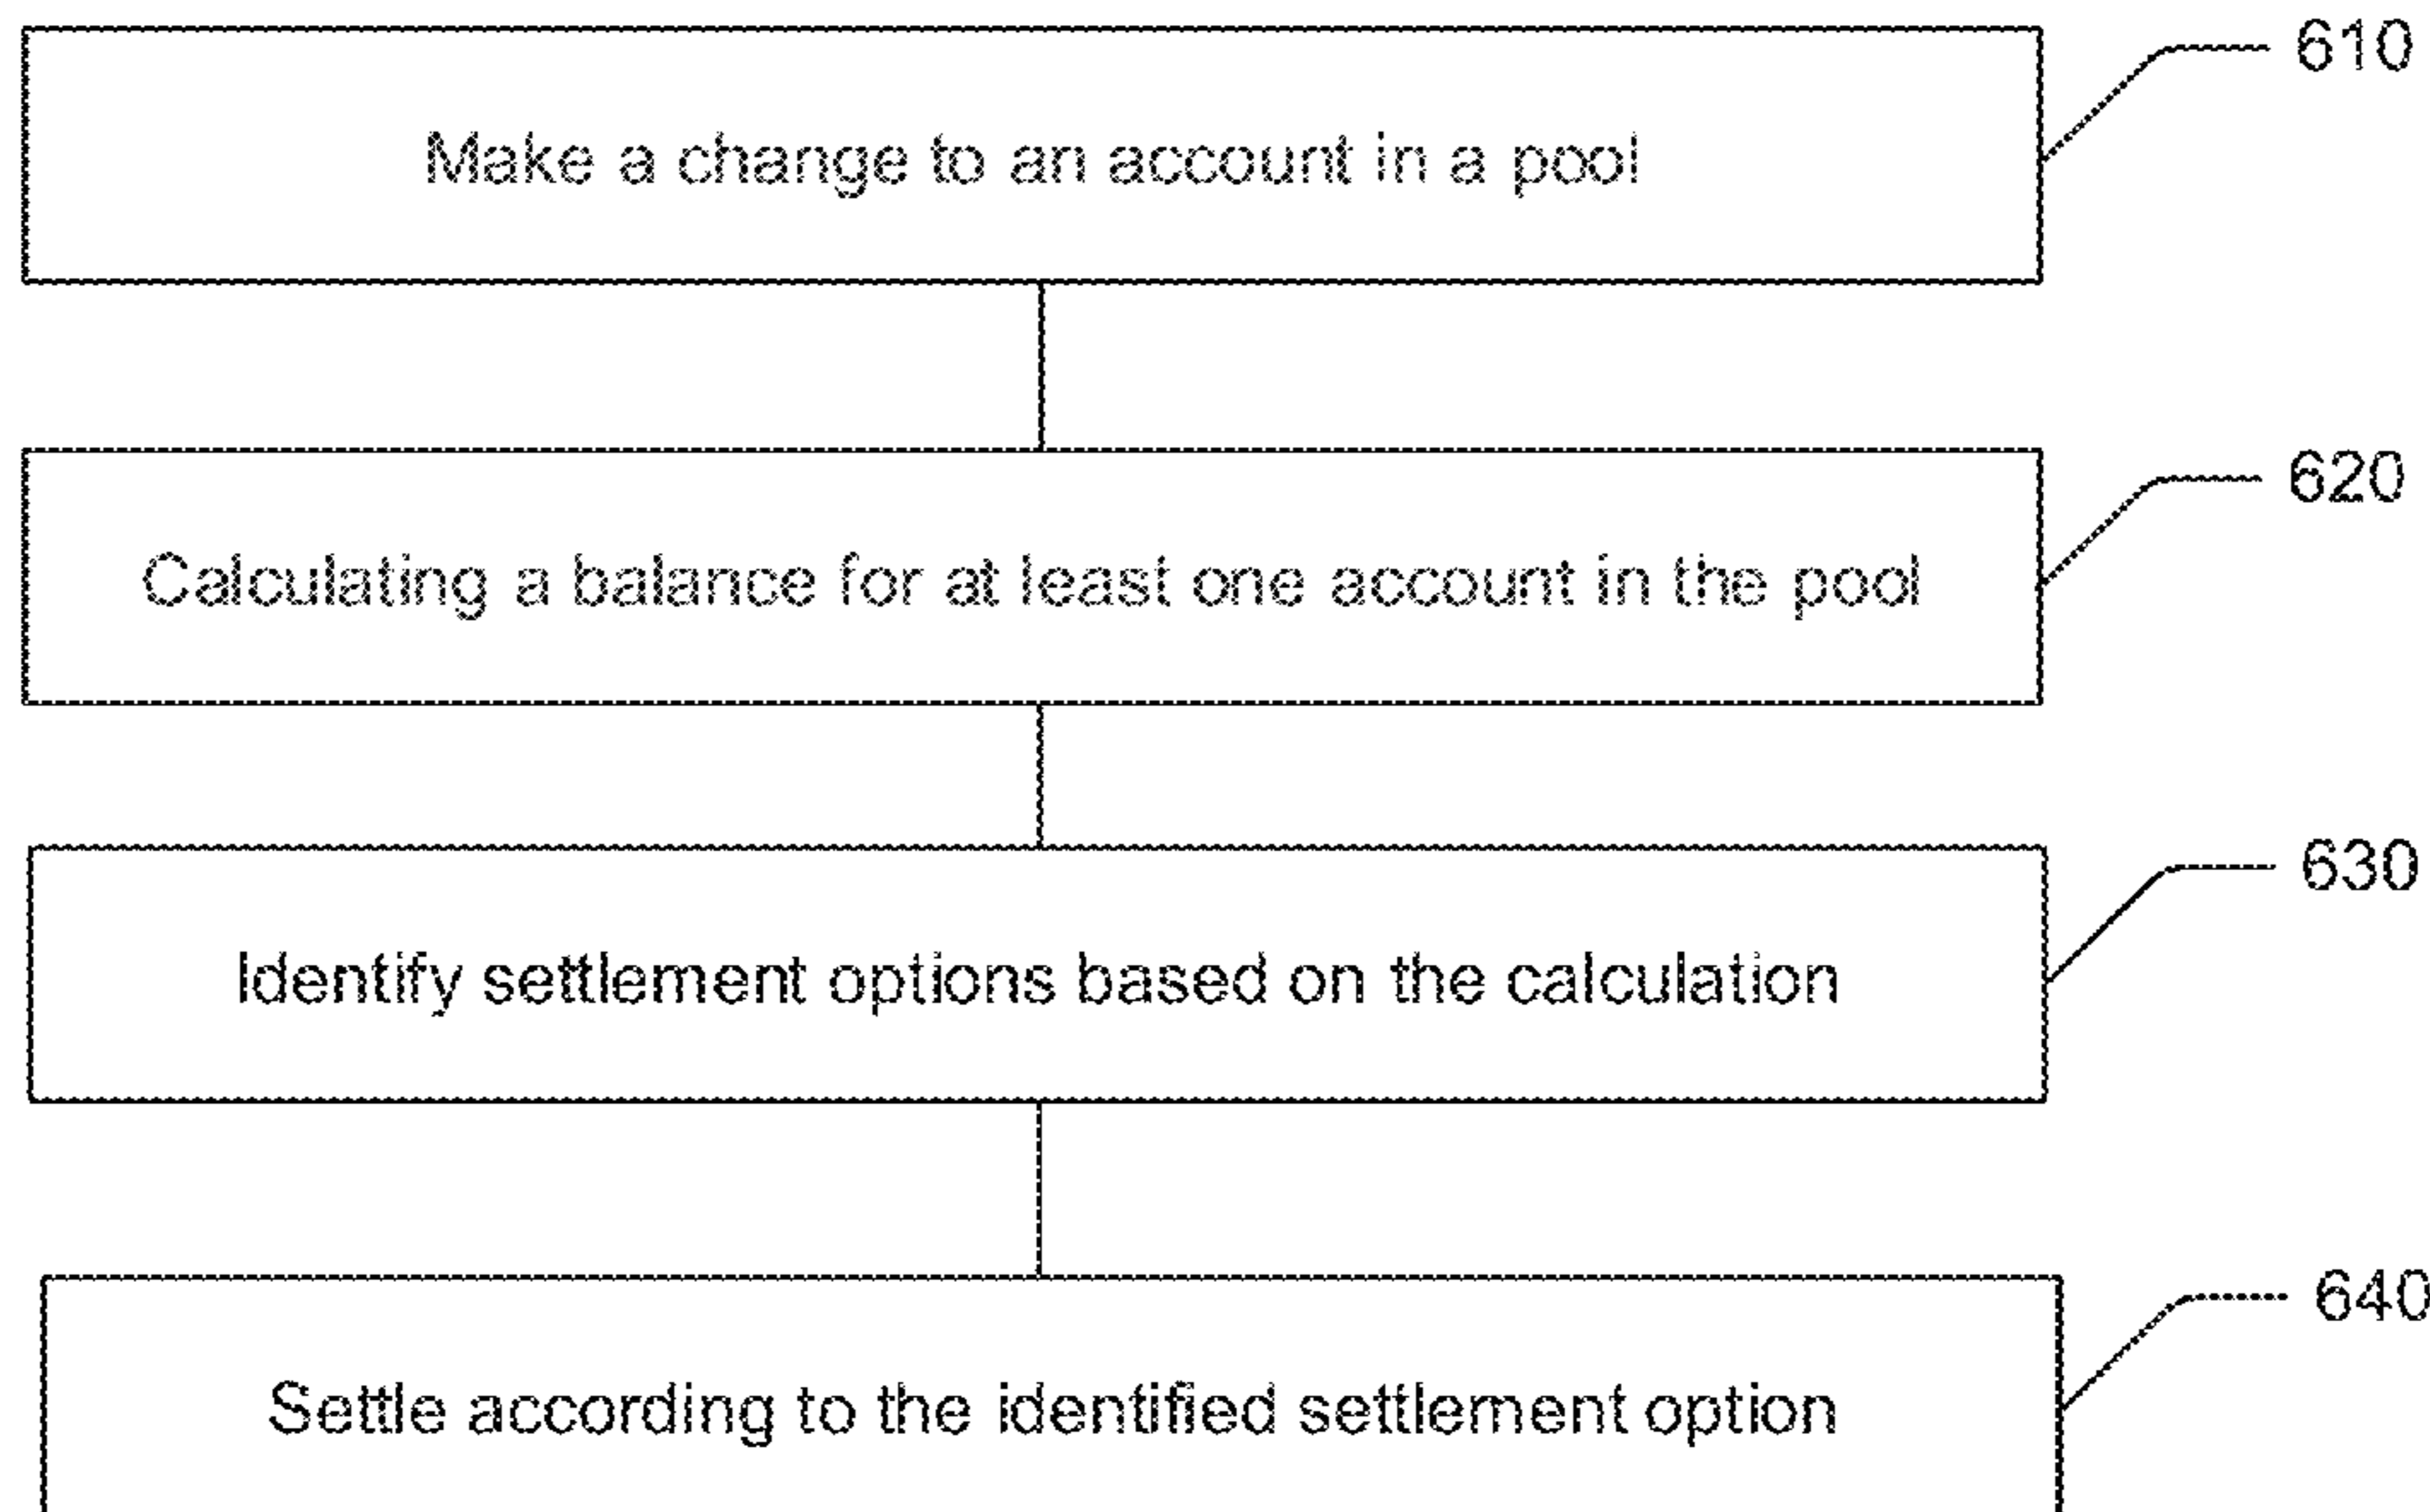 610
Make a change to an account in a pool
620
Calculating a balance for at least one account in the pool
630
Identify settlement options based on the calculation
640
Settle according to the identified settlement option